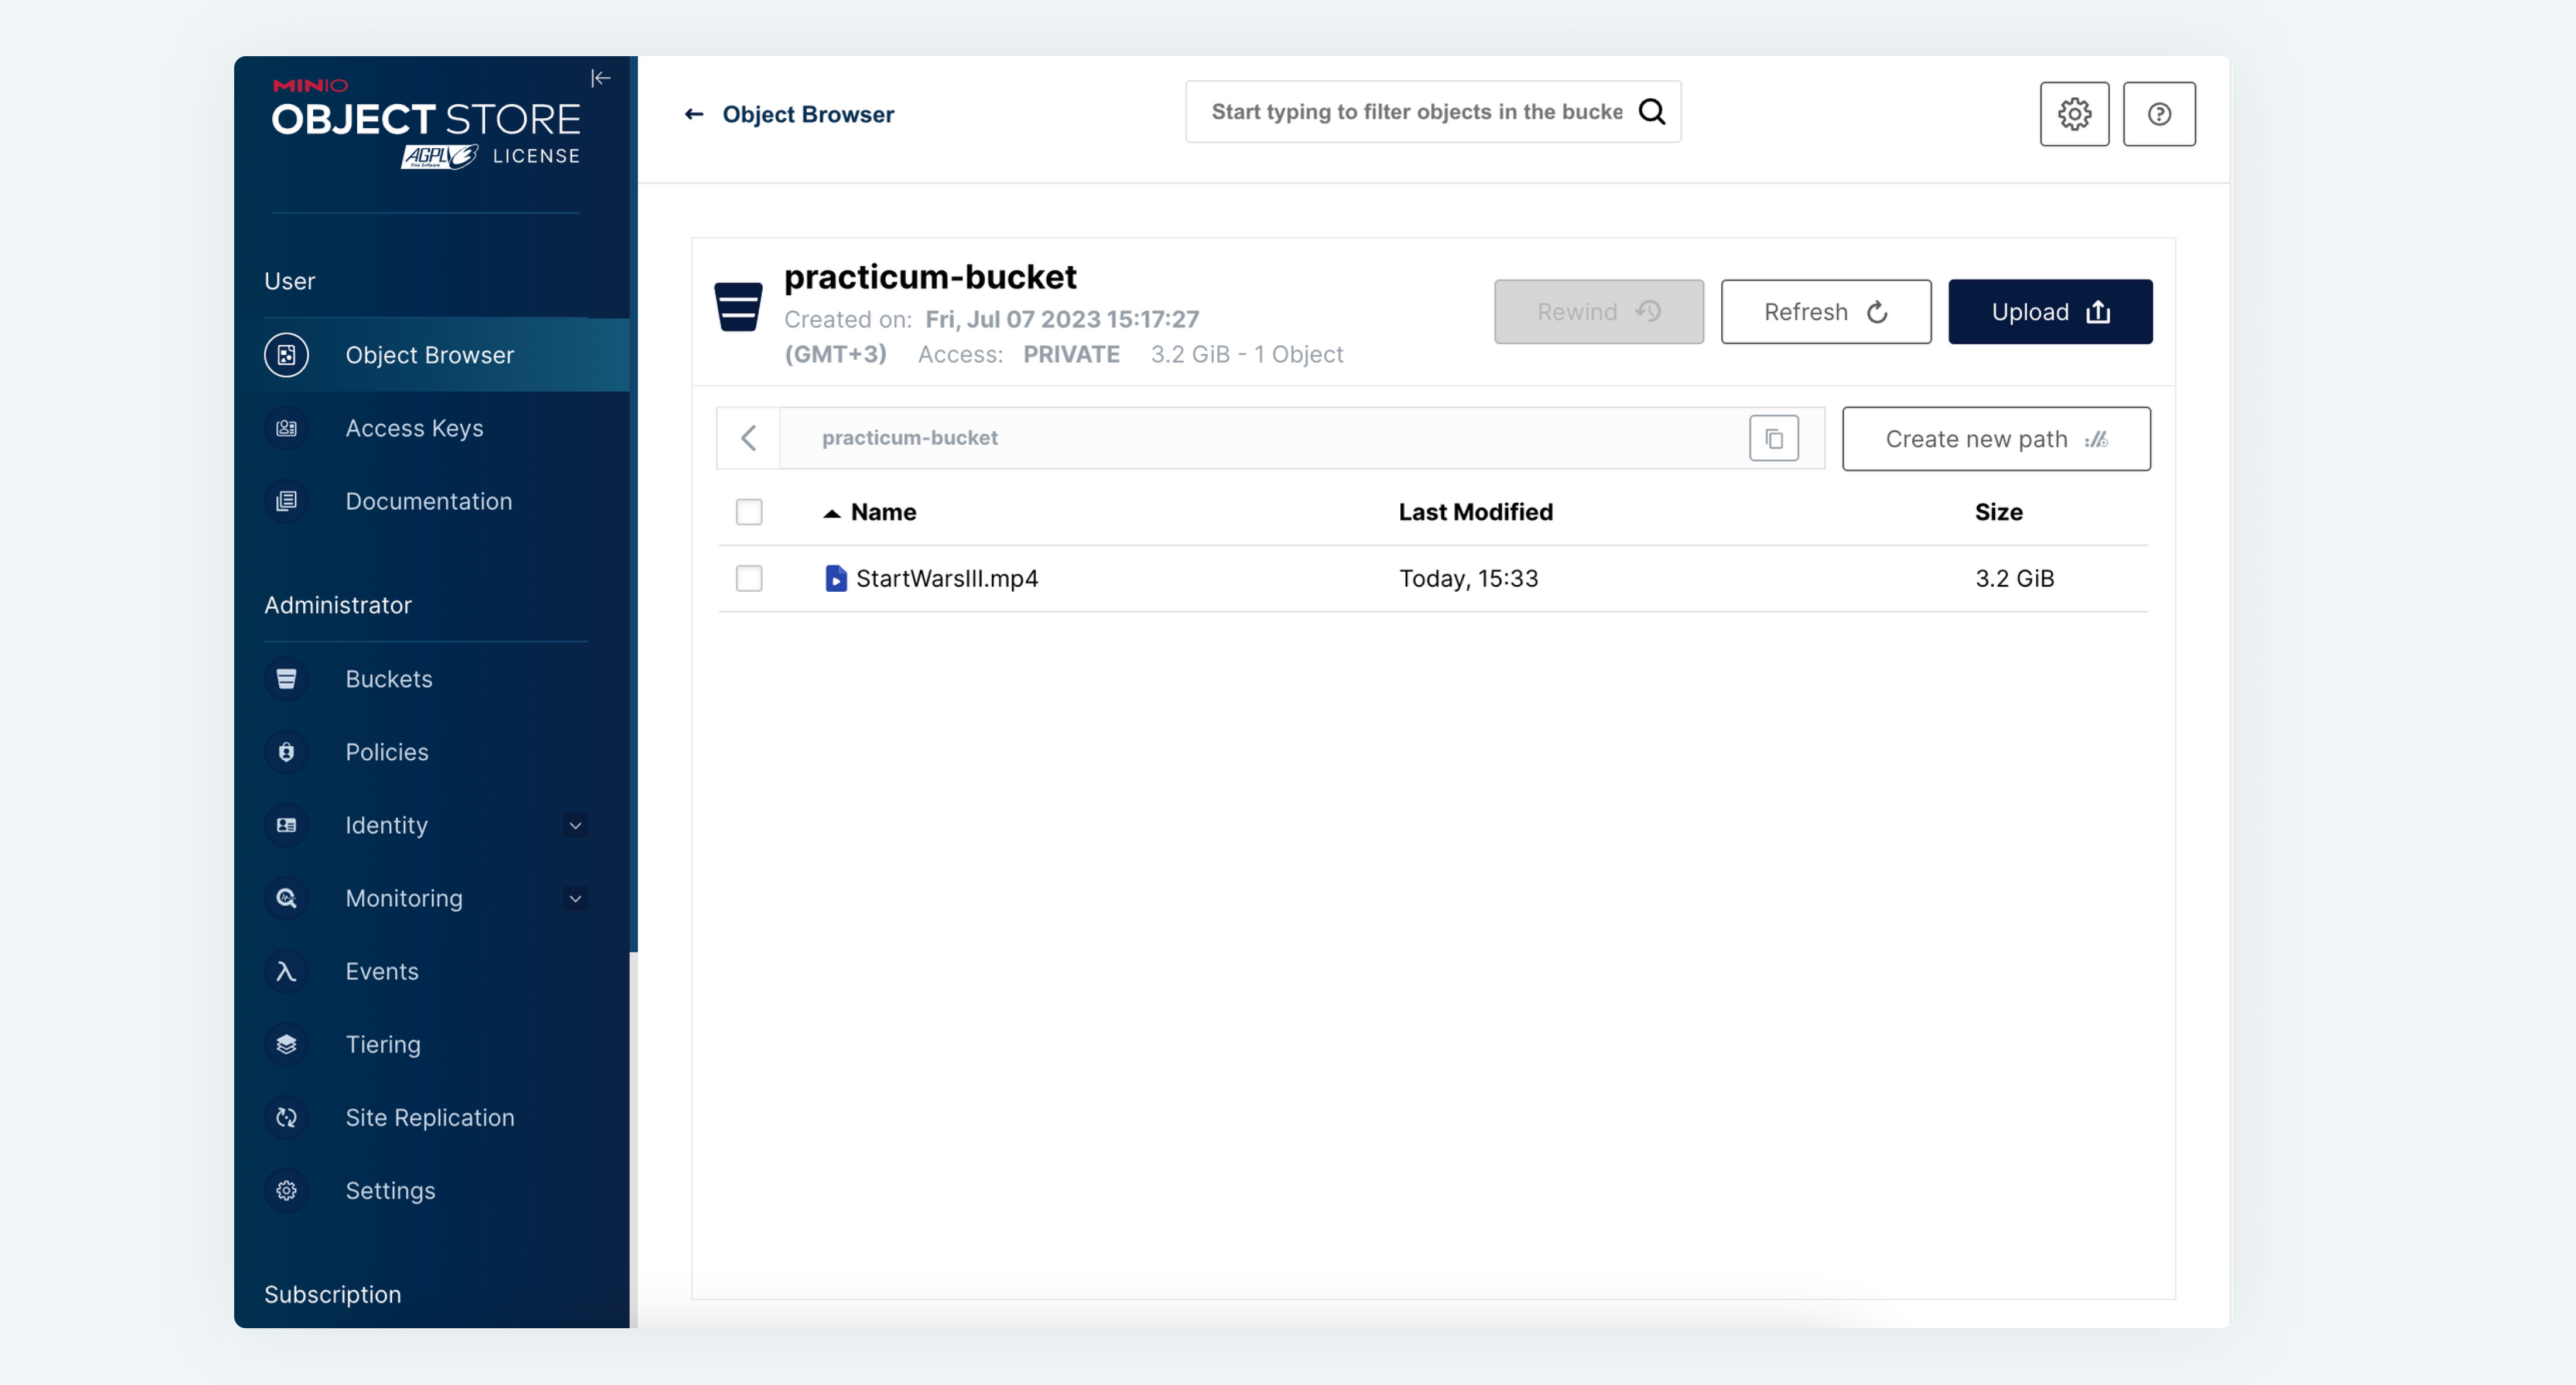 MINIO
OBJECT STORE
AGPLv3 LICENSE
User
Object Browser
Access Keys
Documentation
Administrator
Buckets
Policies
Identity
Monitoring
Events
Tiering
Site Replication
Settings
Subscription
Object Browser
Start typing to filter objects in the bucke
practicum-bucket
Created on: Fri, Jul 07 2023 15:17:27
(GMT+3) Access: PRIVATE 3.2 GiB - 1 Object
Rewind
Refresh
Upload
practicum-bucket
Create new path
Name Last Modified Size
StartWarsIII.mp4 Today, 15:33 3.2 GiB